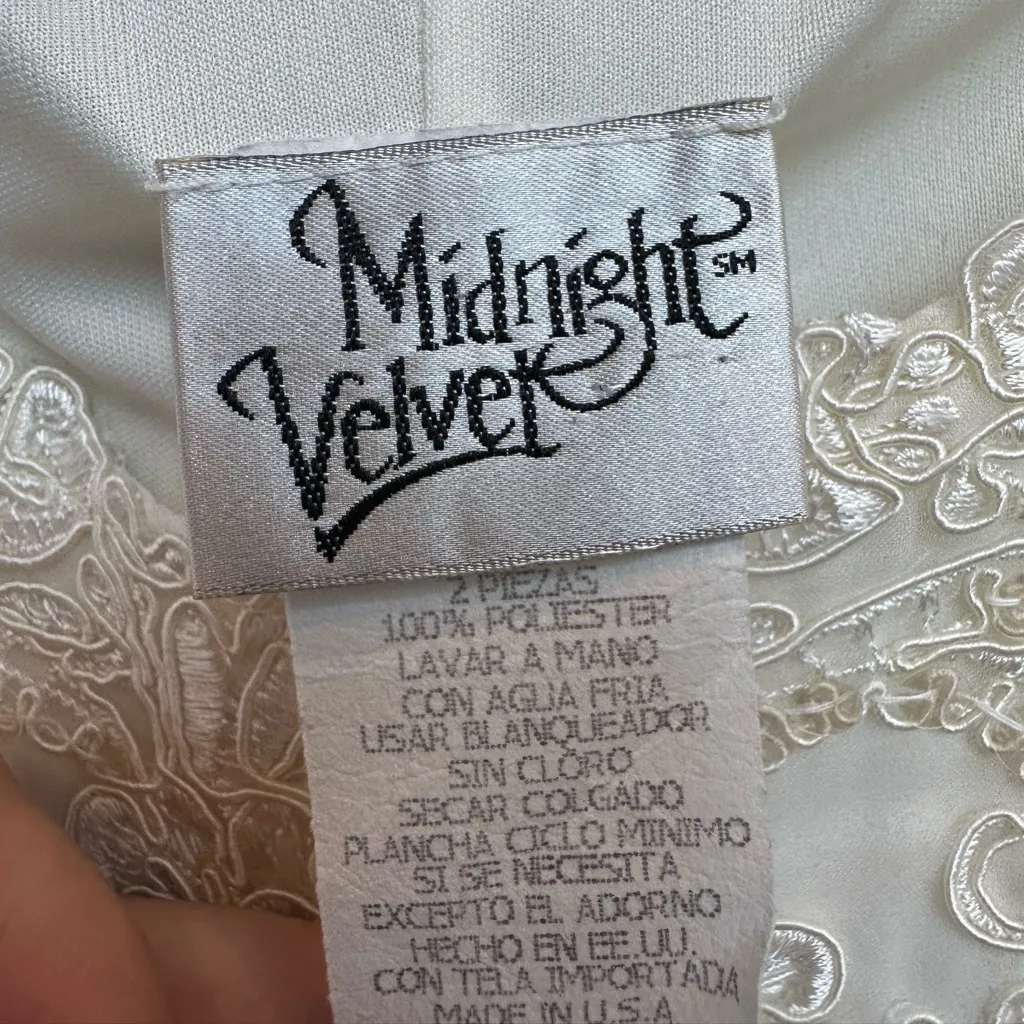 Midnight SM
Velvet
2 PIEZAS
100% POLIESTER
LAVAR A MANO
CON AGUA FRIA
USAR BLANQUEADOR
SIN CLORO
SECAR COLGADO
PLANCHA CICLO MINIMO
SI SE NECESITA
EXCEPTO EL ADORNO
HECHO EN EE.UU.
CON TELA IMPORTADA
MADE IN U.S.A